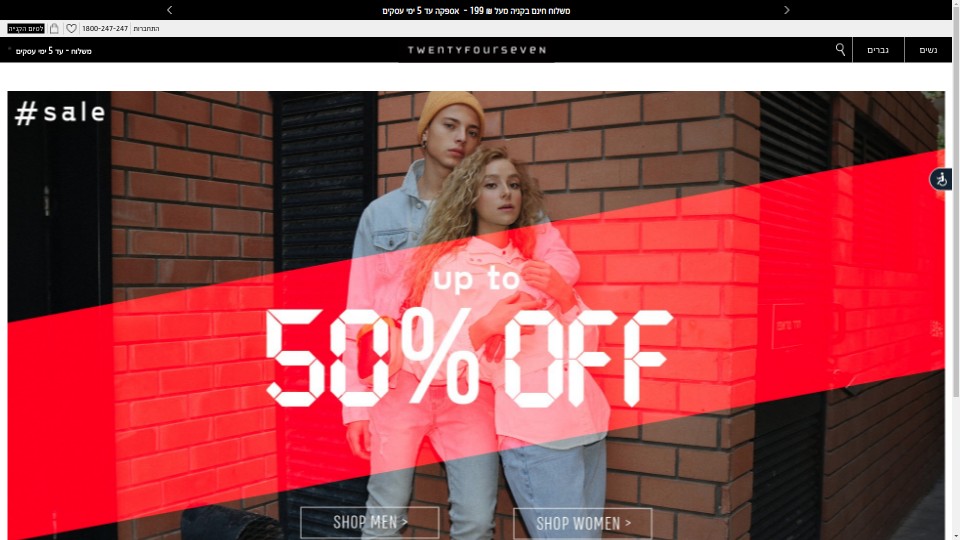 משלוח חינם בקניה מעל 199 ₪ - אספקה עד 5 ימי עסקים
התחברות
1800-247-247
לסיום הקנייה
נשים
גברים
TWENTYFOURSEVEN
משלוח - עד 5 ימי עסקים
#sale
up to
50% OFF
SHOP MEN >
SHOP WOMEN >